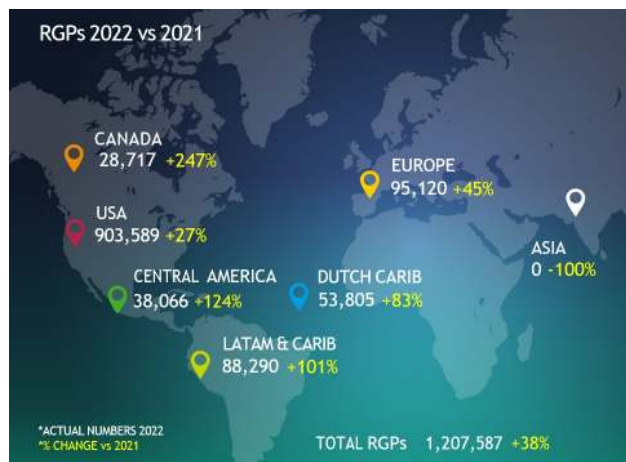 RGPs 2022 vs 2021
CANADA
28,717 +247%
EUROPE
95,120 +45%
USA
903,589 +27%
ASIA
0 -100%
CENTRAL AMERICA
38,066 +124%
DUTCH CARIB
53,805 +83%
LATAM & CARIB
88,290 +101%
*ACTUAL NUMBERS 2022
*% CHANGE vs 2021
TOTAL RGPs 1,207,587 +38%